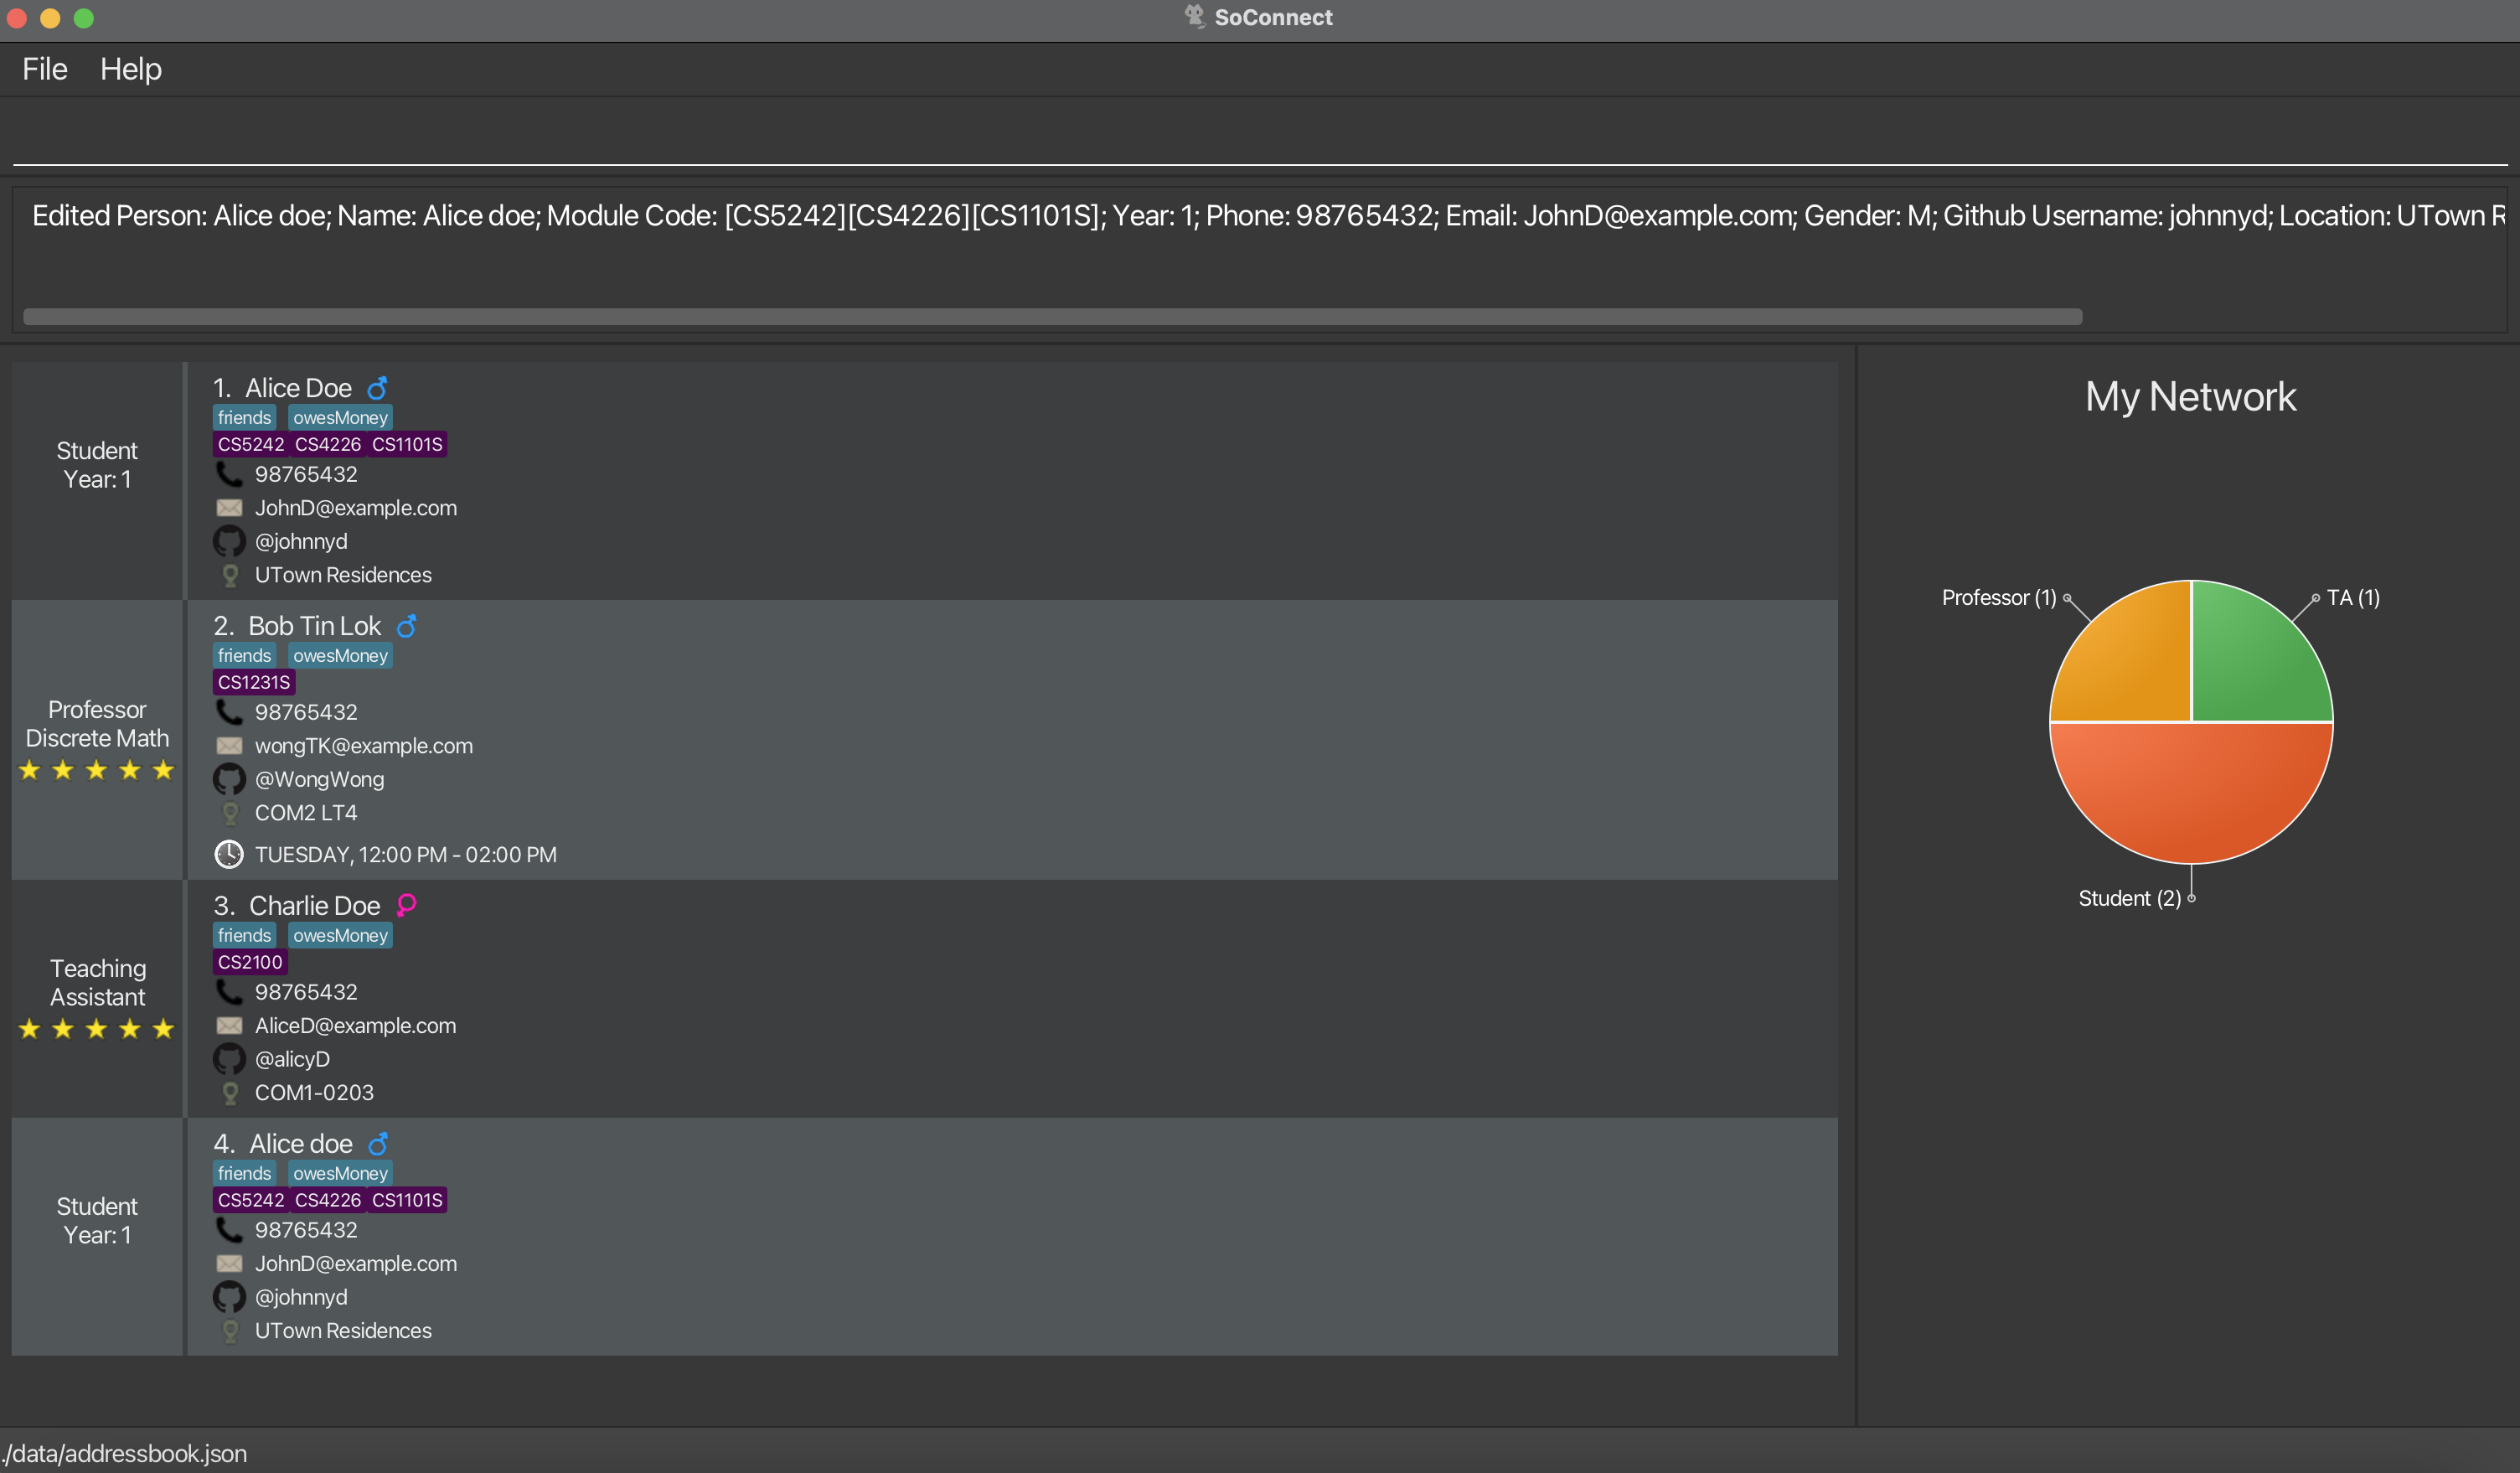 SoConnect
File Help
Edited Person: Alice doe; Name: Alice doe; Module Code: [CS5242][CS4226][CS1101S]; Year: 1; Phone: 98765432; Email: JohnD@example.com; Gender: M; Github Username: johnnyd; Location: UTown R
Student
Year: 1
1. Alice Doe
friends owesMoney
CS5242 CS4226 CS1101S
98765432
JohnD@example.com
@johnnyd
UTown Residences
Professor
Discrete Math
2. Bob Tin Lok
friends owesMoney
CS1231S
98765432
wongTK@example.com
@WongWong
COM2 LT4
TUESDAY, 12:00 PM - 02:00 PM
Teaching
Assistant
3. Charlie Doe
friends owesMoney
CS2100
98765432
AliceD@example.com
@alicyD
COM1-0203
Student
Year: 1
4. Alice doe
friends owesMoney
CS5242 CS4226 CS1101S
98765432
JohnD@example.com
@johnnyd
UTown Residences
My Network
Professor (1)
TA (1)
Student (2)
./data/addressbook.json